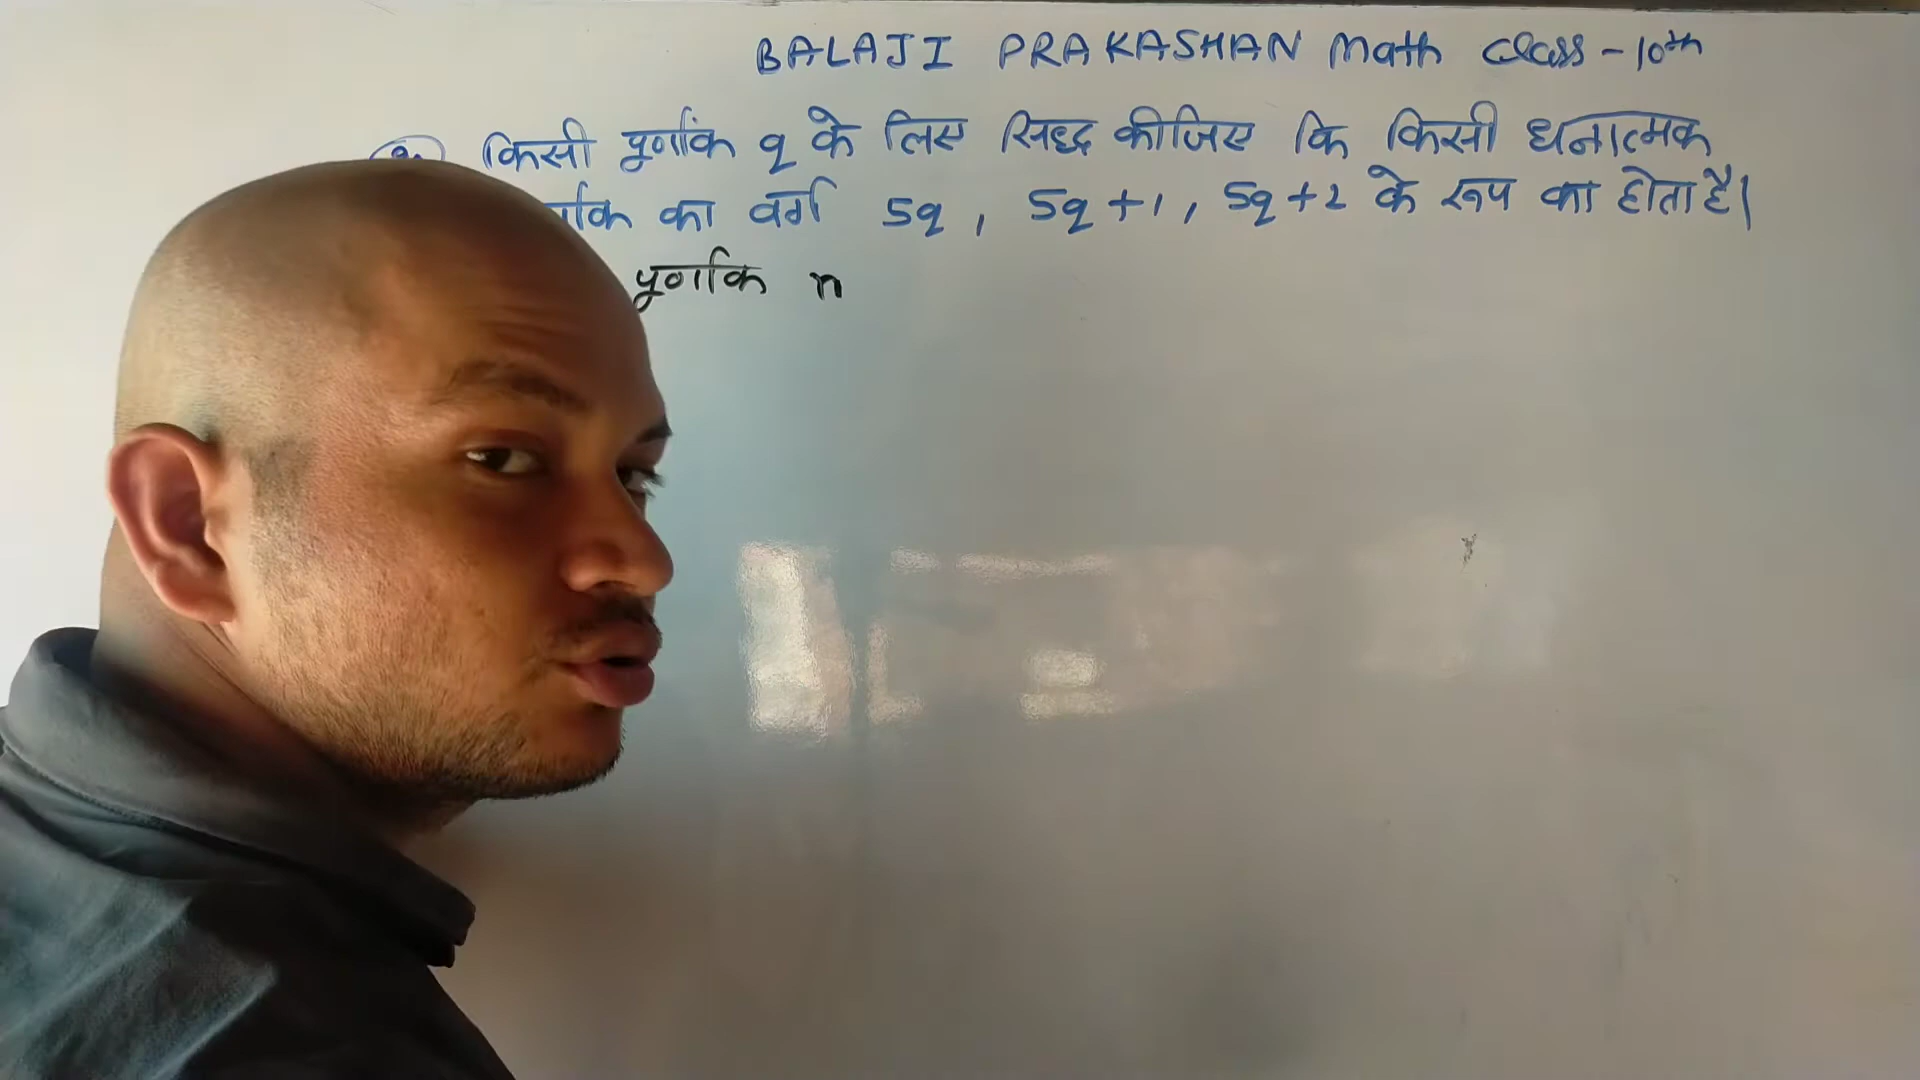 BALAJI PRAKASHAN Math Class - 10th
किसी पूर्णांक q के लिए सिद्ध कीजिए कि किसी धनात्मक
का वर्ग 5q , 5q + 1 , 5q + 2 के रूप का होता है।
पूर्णांक n